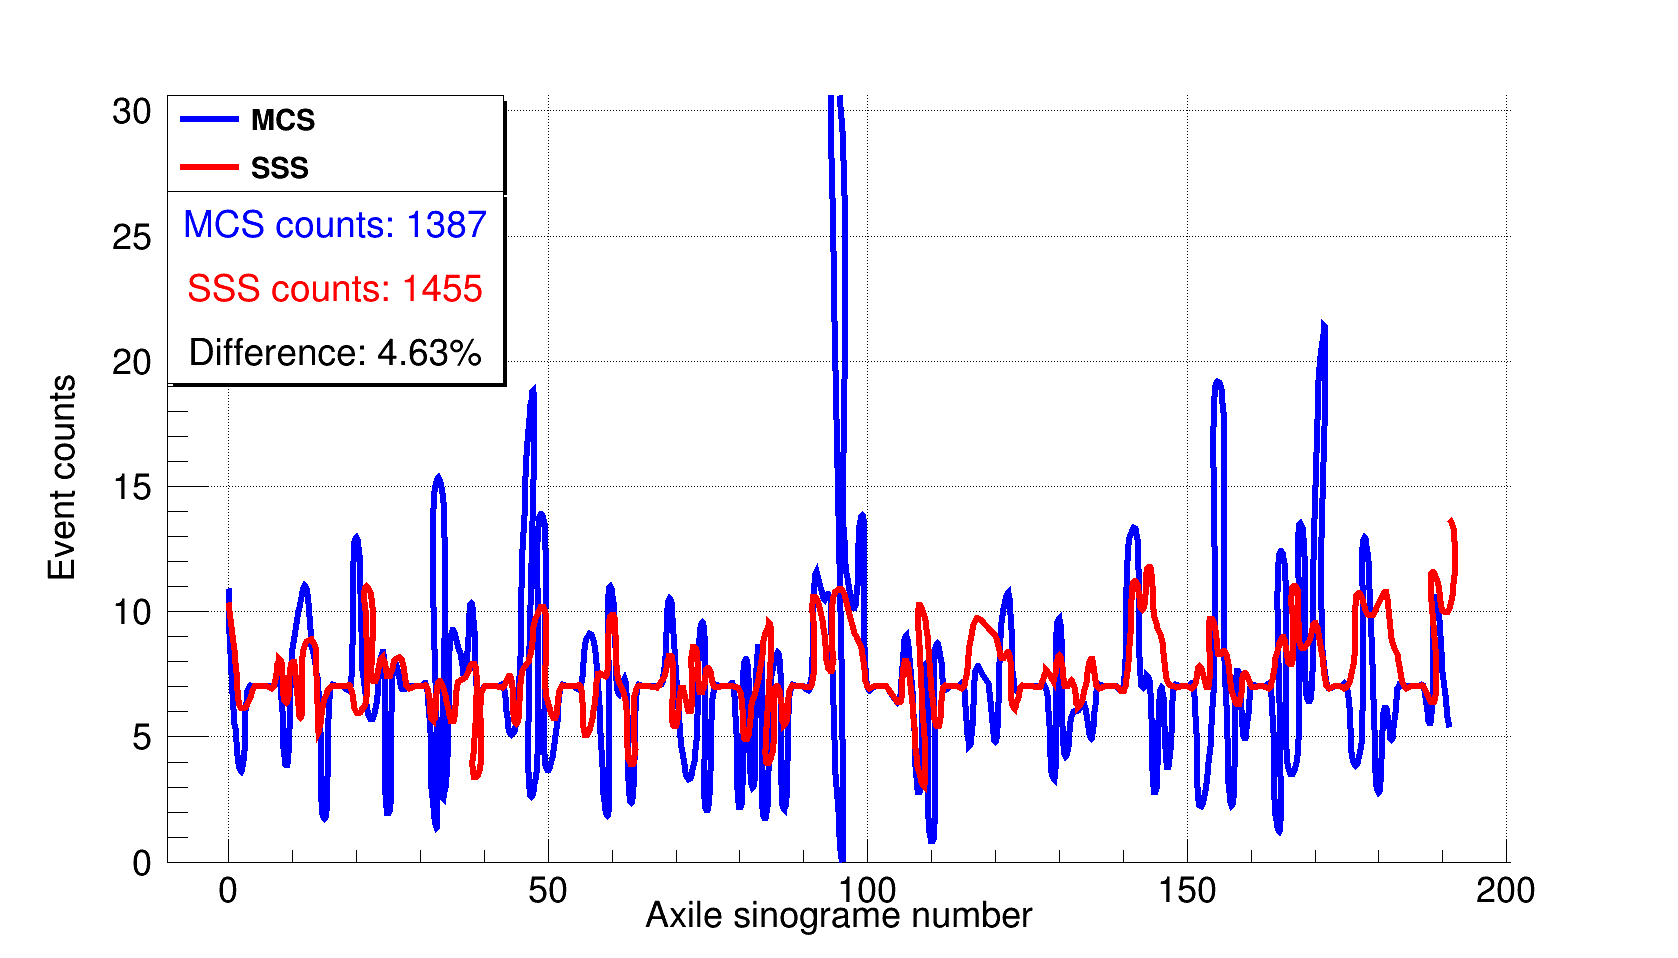 MCS
SSS
MCS counts: 1387
SSS counts: 1455
Difference: 4.63%
Event counts
30
25
20
15
10
5
0
0 50 100 150 200
Axile sinograme number